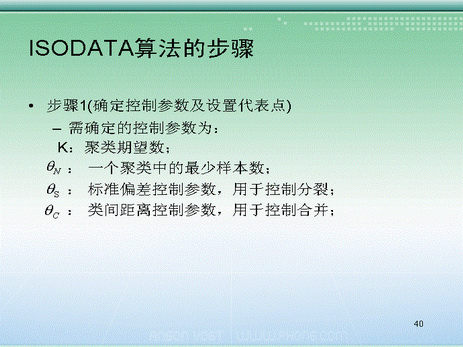 ISODATA算法的步骤
• 步骤1(确定控制参数及设置代表点)
– 需确定的控制参数为：
K：聚类期望数；
θN： 一个聚类中的最少样本数；
θS： 标准偏差控制参数，用于控制分裂；
θC： 类间距离控制参数，用于控制合并；
40